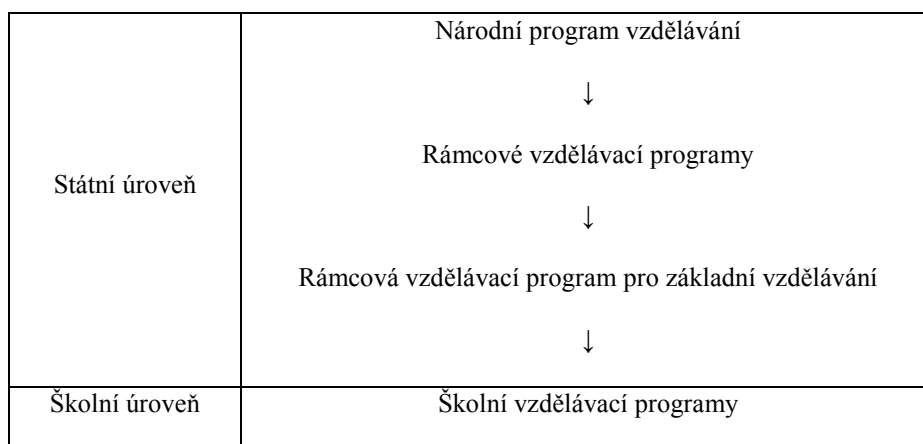 Národní program vzdělávání
↓
Rámcové vzdělávací programy
Státní úroveň
↓
Rámcová vzdělávací program pro základní vzdělávání
↓
Školní úroveň
Školní vzdělávací programy